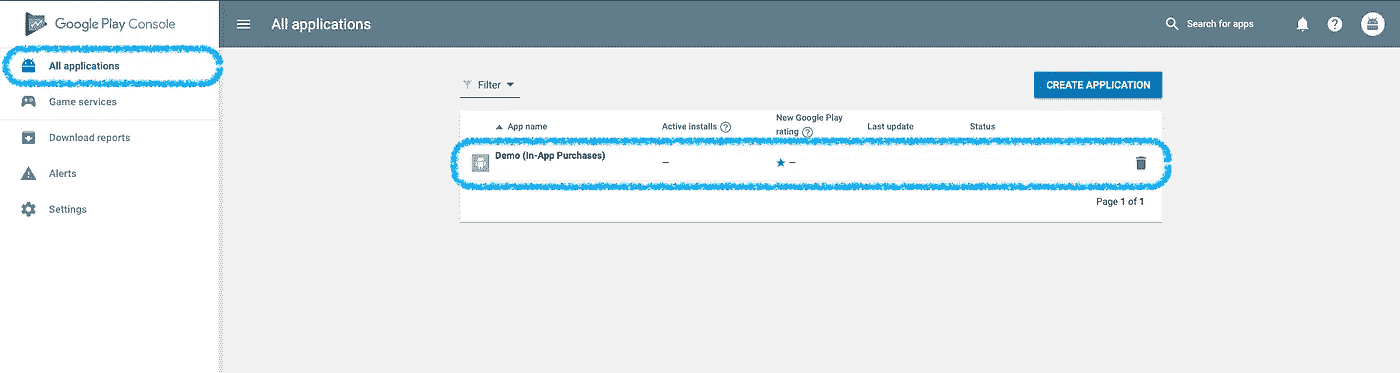 Google Play Console
All applications
Search for apps
All applications
Game services
Download reports
Alerts
Settings
Filter
CREATE APPLICATION
App name
Active installs ?
New Google Play
rating ?
Last update
Status
Demo (In-App Purchases)
–
★ –
Page 1 of 1